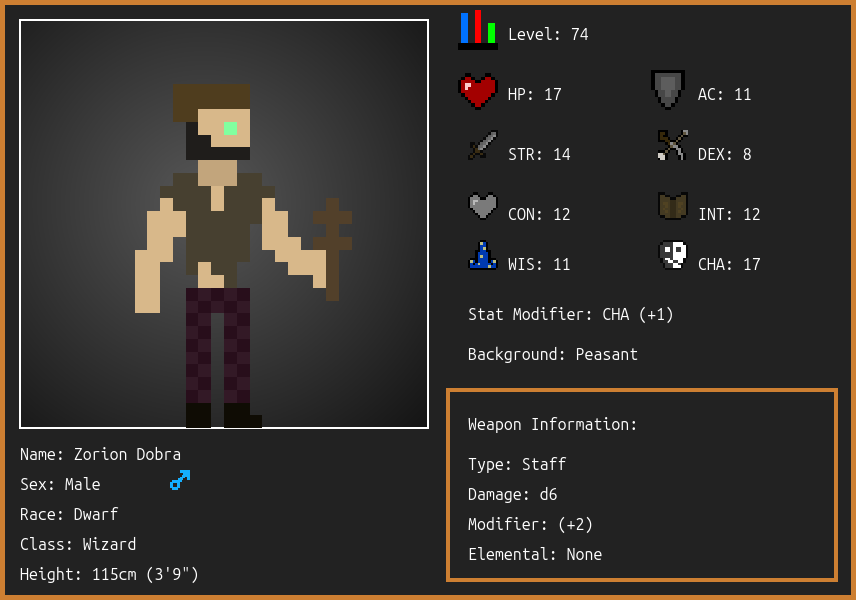 Level: 74
HP: 17
AC: 11
STR: 14
DEX: 8
CON: 12
INT: 12
WIS: 11
CHA: 17
Stat Modifier: CHA (+1)
Background: Peasant
Weapon Information:
Type: Staff
Damage: d6
Modifier: (+2)
Elemental: None
Name: Zorion Dobra
Sex: Male
Race: Dwarf
Class: Wizard
Height: 115cm (3'9")